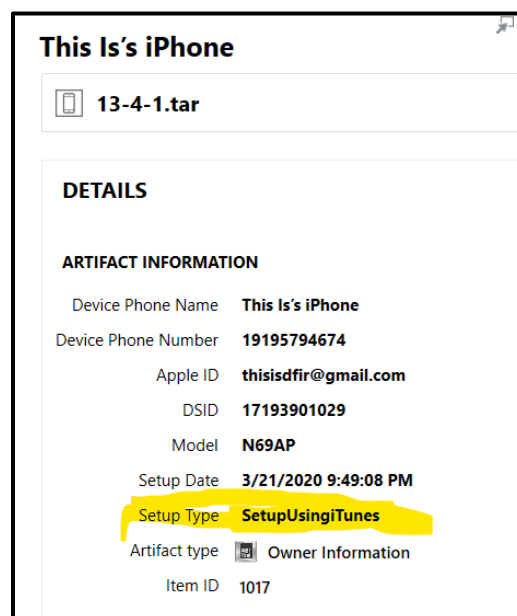 This Is's iPhone
13-4-1.tar
DETAILS
ARTIFACT INFORMATION
Device Phone Name This Is's iPhone
Device Phone Number 19195794674
Apple ID thisisdfir@gmail.com
DSID 17193901029
Model N69AP
Setup Date 3/21/2020 9:49:08 PM
Setup Type SetupUsingiTunes
Artifact type Owner Information
Item ID 1017